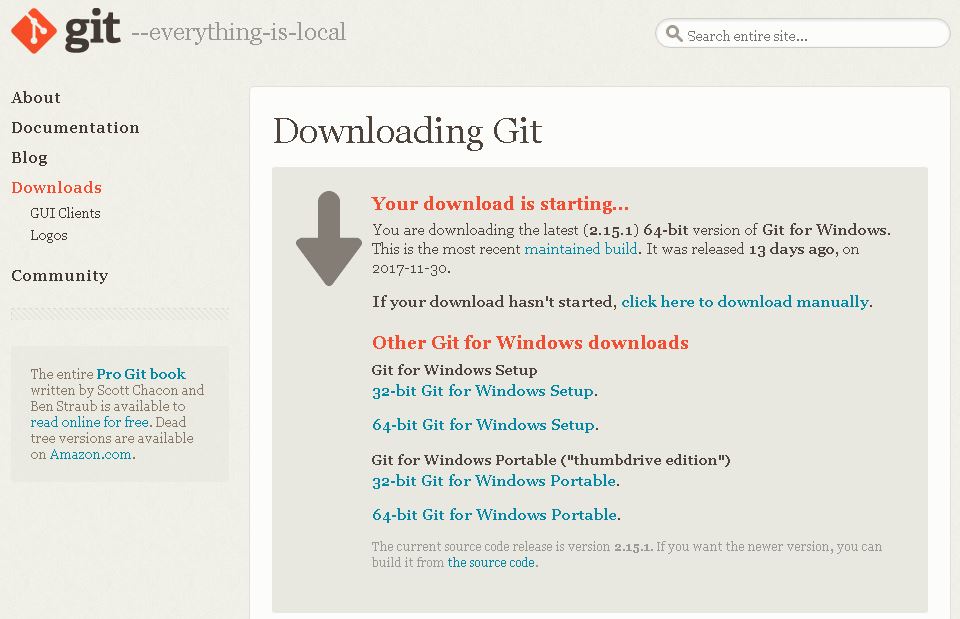 git --everything-is-local
Search entire site...
About
Documentation
Blog
Downloads
GUI Clients
Logos
Community
The entire Pro Git book
written by Scott Chacon and
Ben Straub is available to
read online for free. Dead
tree versions are available
on Amazon.com.
Downloading Git
Your download is starting...
You are downloading the latest (2.15.1) 64-bit version of Git for Windows.
This is the most recent maintained build. It was released 13 days ago, on
2017-11-30.
If your download hasn't started, click here to download manually.
Other Git for Windows downloads
Git for Windows Setup
32-bit Git for Windows Setup.
64-bit Git for Windows Setup.
Git for Windows Portable ("thumbdrive edition")
32-bit Git for Windows Portable.
64-bit Git for Windows Portable.
The current source code release is version 2.15.1. If you want the newer version, you can
build it from the source code.